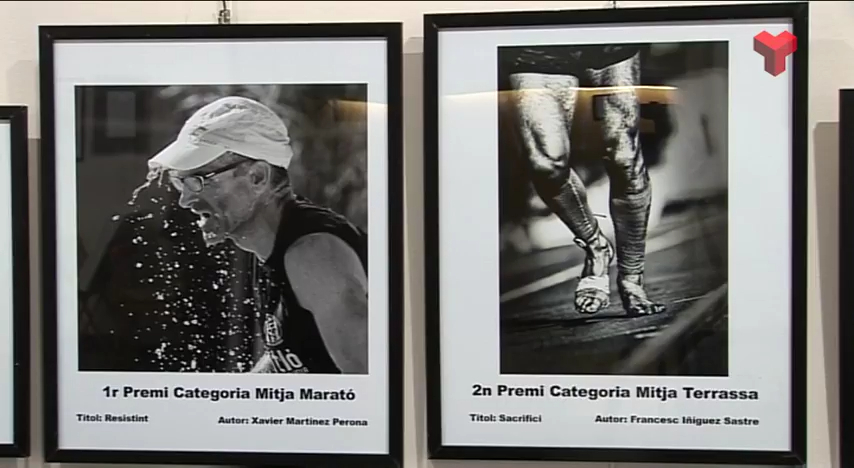 1r Premi Categoria Mitja Marató
Títol: Resistint
Autor: Xavier Martínez Perona
2n Premi Categoria Mitja Terrassa
Títol: Sacrifici
Autor: Francesc Iñiguez Sastre